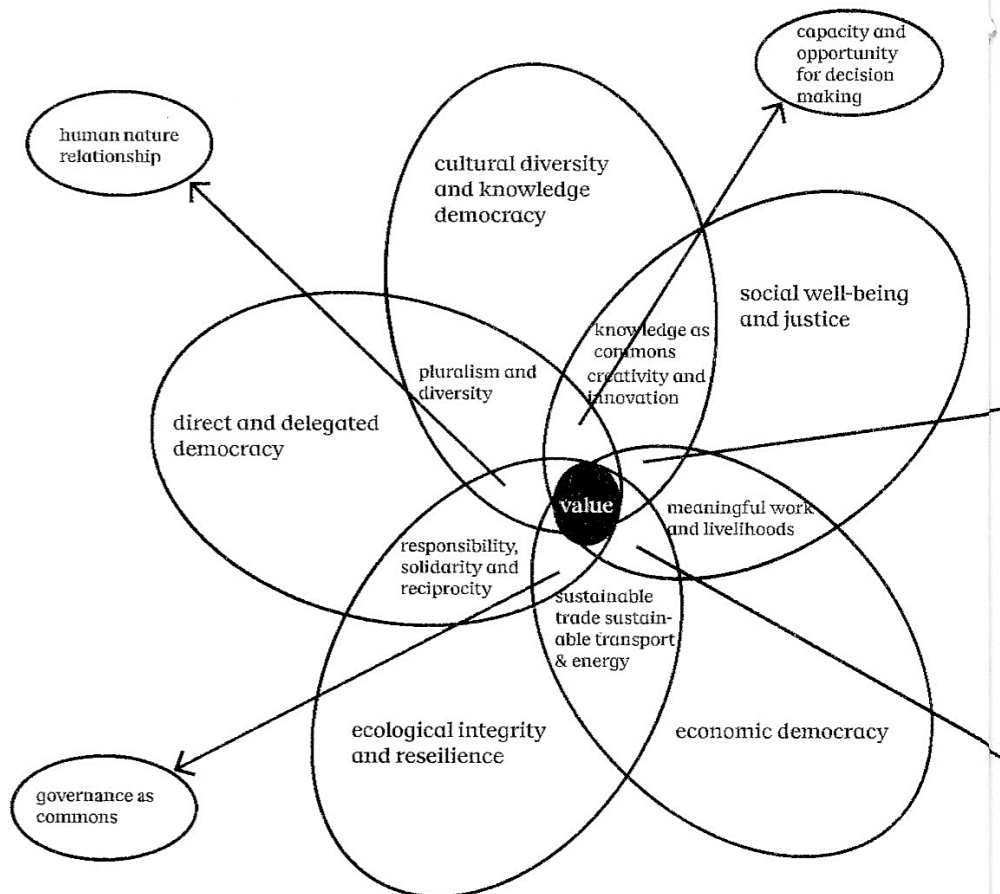 capacity and
opportunity
for decision
making
human nature
relationship
cultural diversity
and knowledge
democracy
social well-being
and justice
knowledge as
commons
creativity and
innovation
pluralism and
diversity
direct and delegated
democracy
value
meaningful work
and livelihoods
responsibility,
solidarity and
reciprocity
sustainable
trade sustain-
able transport
& energy
ecological integrity
and reseilience
economic democracy
governance as
commons